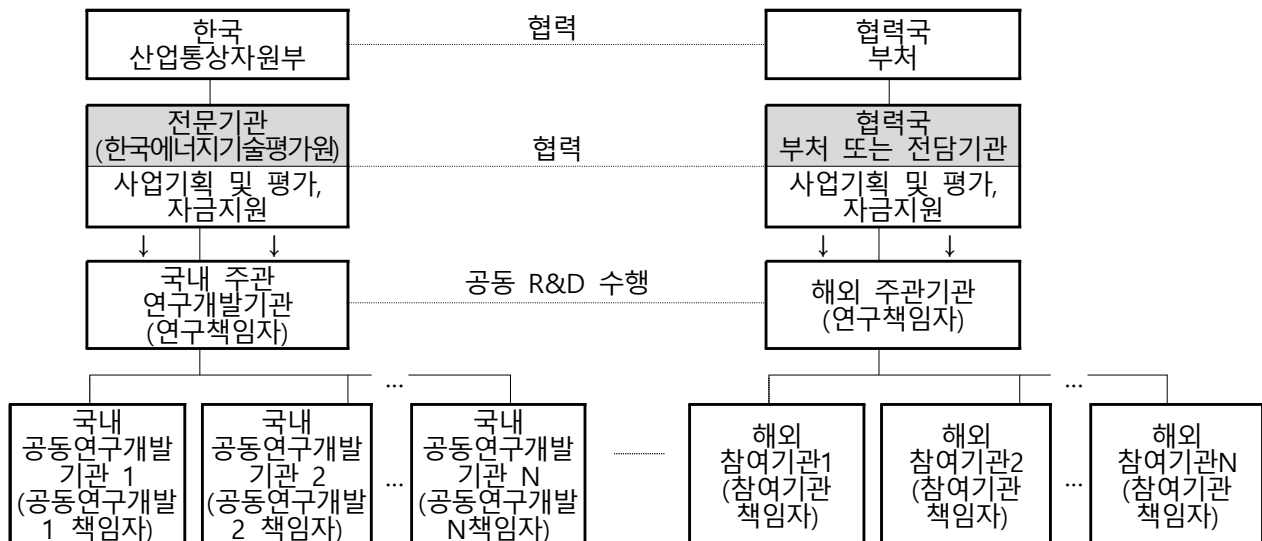 한국
산업통상자원부
협력
협력국
부처
전문기관
(한국에너지기술평가원)
사업기획 및 평가,
자금지원
협력
협력국
부처 또는 전담기관
사업기획 및 평가,
자금지원
↓ ↓
↓ ↓
국내 주관
연구개발기관
(연구책임자)
공동 R&D 수행
해외 주관기관
(연구책임자)
...
...
국내
공동연구개발
기관 1
(공동연구개발
1 책임자)
국내
공동연구개발
기관 2
(공동연구개발
2 책임자)
...
국내
공동연구개발
기관 N
(공동연구개발
N책임자)
해외
참여기관1
(참여기관
책임자)
해외
참여기관2
(참여기관
책임자)
...
해외
참여기관N
(참여기관
책임자)